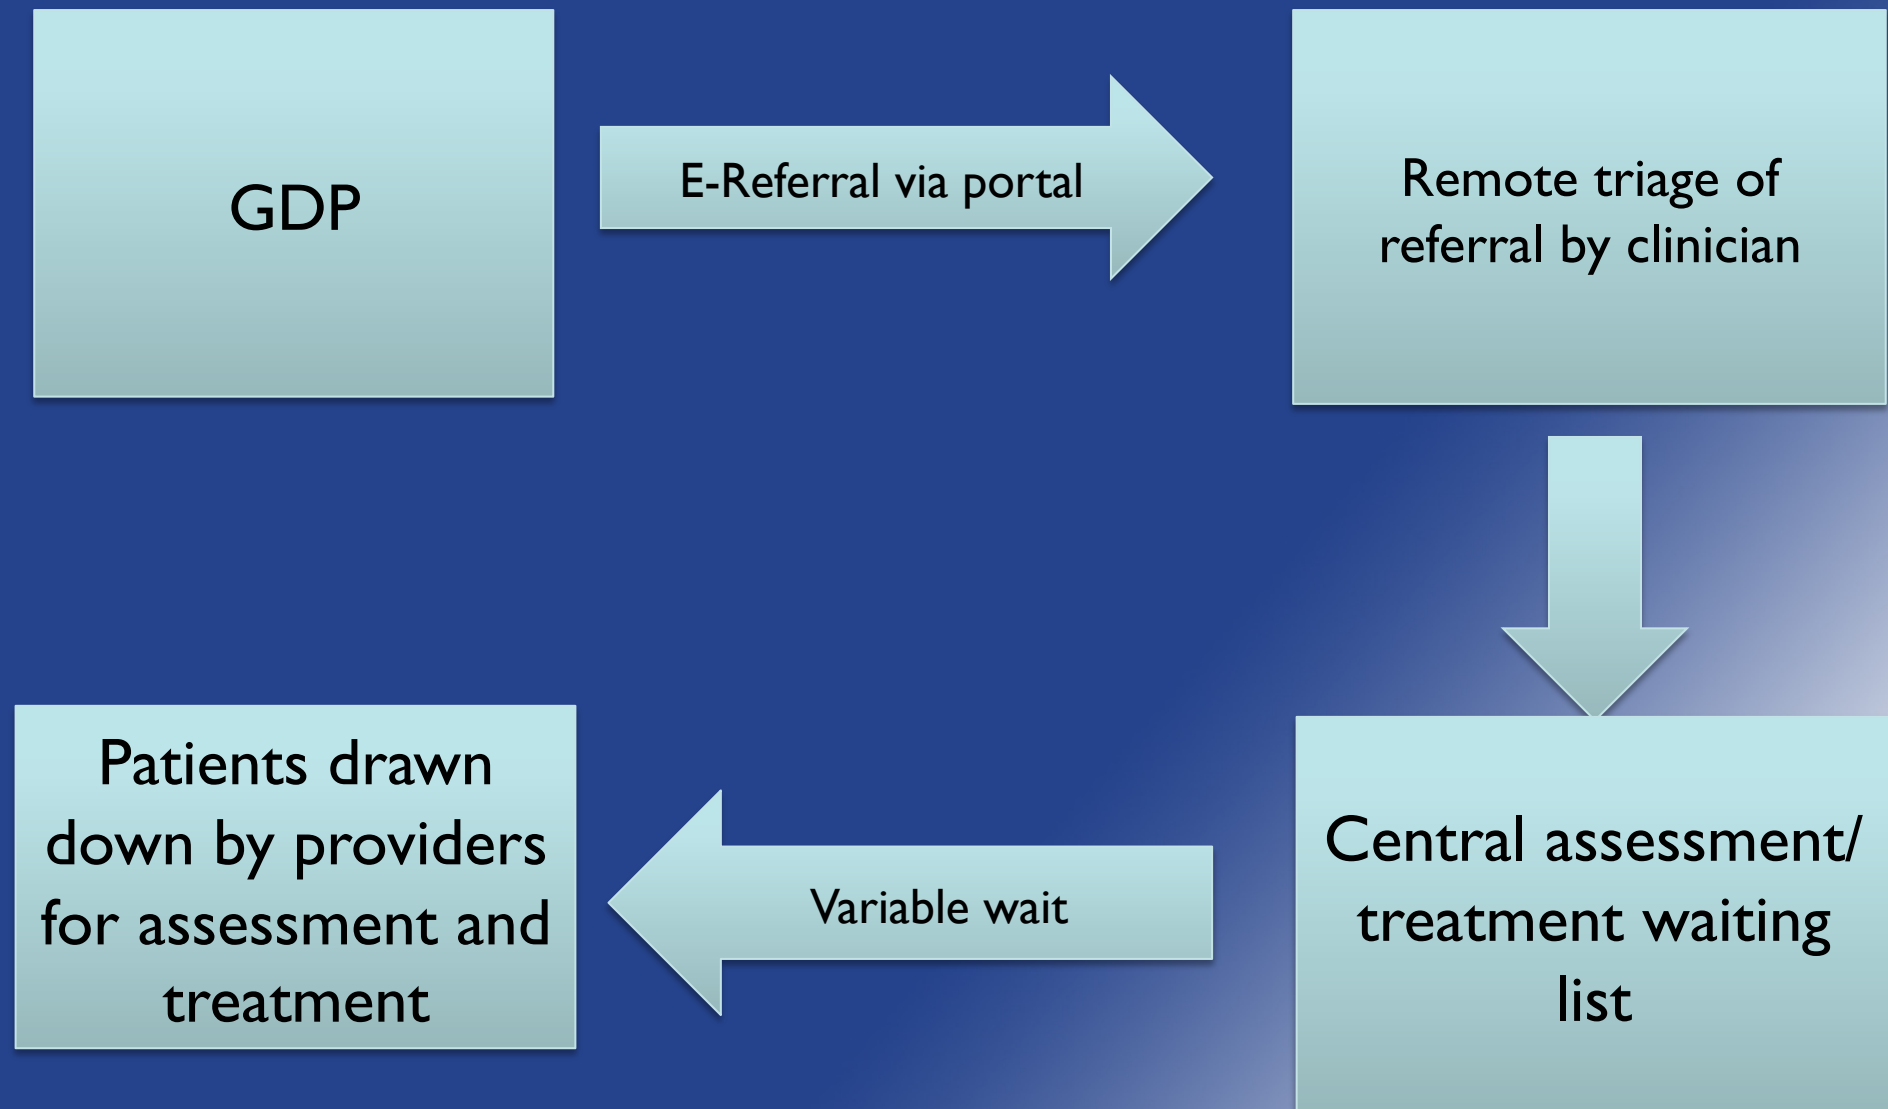 GDP
E-Referral via portal
Remote triage of
referral by clinician
Central assessment/
treatment waiting
list
Variable wait
Patients drawn
down by providers
for assessment and
treatment